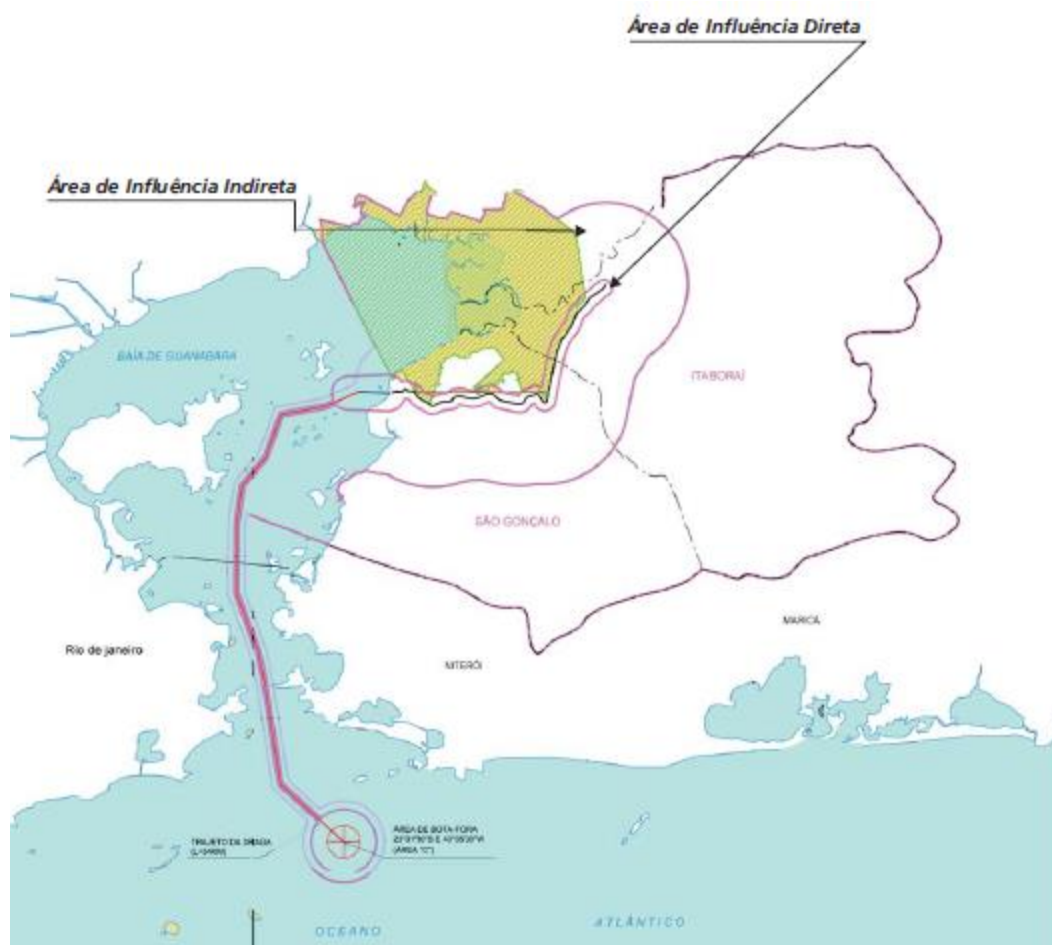 Área de Influência Direta
Área de Influência Indireta
BAÍA DE GUANABARA
ITABORAÍ
SÃO GONÇALO
MARICÁ
Rio de janeiro
NITERÓI
TRAJETO DA DRAGA
ÁREA DE BOTA-FORA
(ÁREA "C")
OCEANO
ATLÂNTICO